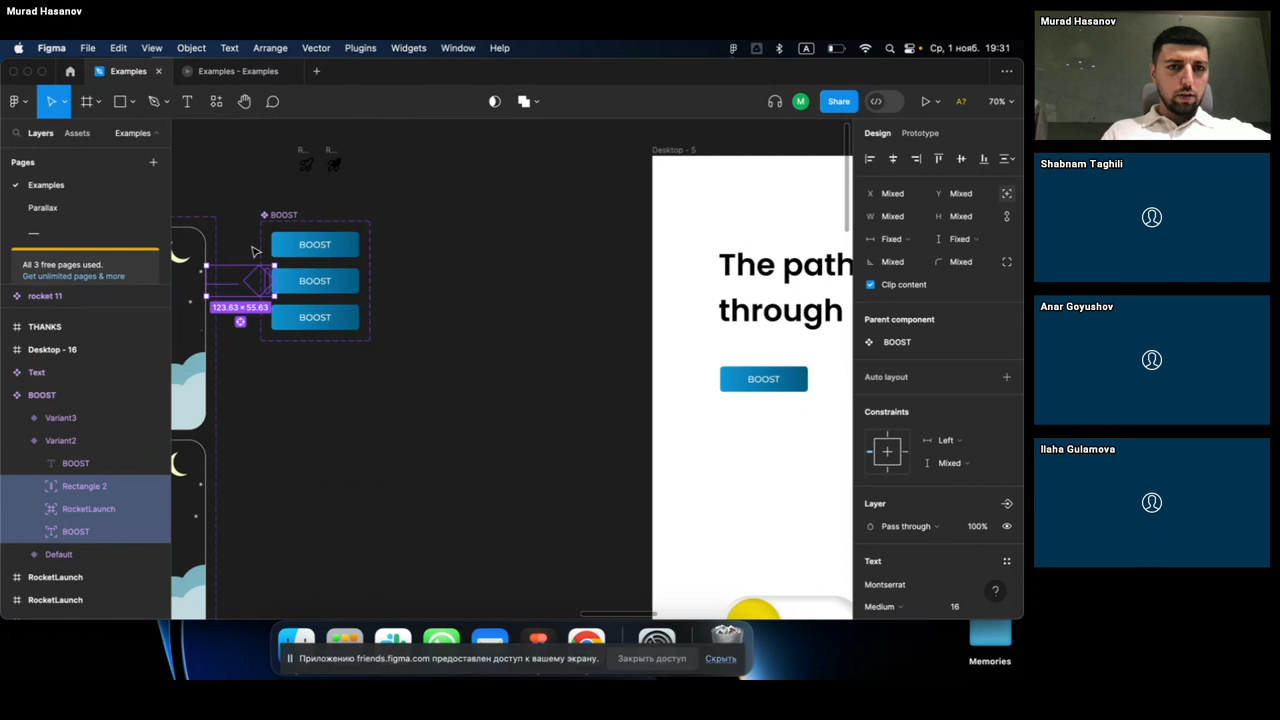 Murad Hasanov
Figma File Edit View Object Text Arrange Vector Plugins Widgets Window Help
A
Ср, 1 нояб. 19:31
Examples
Examples - Examples
M
Share
A?
70%
Layers Assets Examples
Pages
Examples
Parallax
All 3 free pages used.
Get unlimited pages & more
rocket 11
THANKS
Desktop - 16
Text
BOOST
Variant3
Variant2
BOOST
Rectangle 2
RocketLaunch
BOOST
Default
RocketLaunch
RocketLaunch
R... R...
BOOST
BOOST
BOOST
BOOST
123.63 × 55.63
Desktop - 5
The path
through
BOOST
Design Prototype
X Mixed Y Mixed
W Mixed H Mixed
Fixed Fixed
Mixed Mixed
Clip content
Parent component
BOOST
Auto layout
Constraints
Left
Mixed
Layer
Pass through 100%
Text
Montserrat
Medium 16
?
Приложению friends.figma.com предоставлен доступ к вашему экрану.
Закрыть доступ
Скрыть
Memories
Murad Hasanov
Shabnam Taghili
Anar Goyushov
Ilaha Gulamova